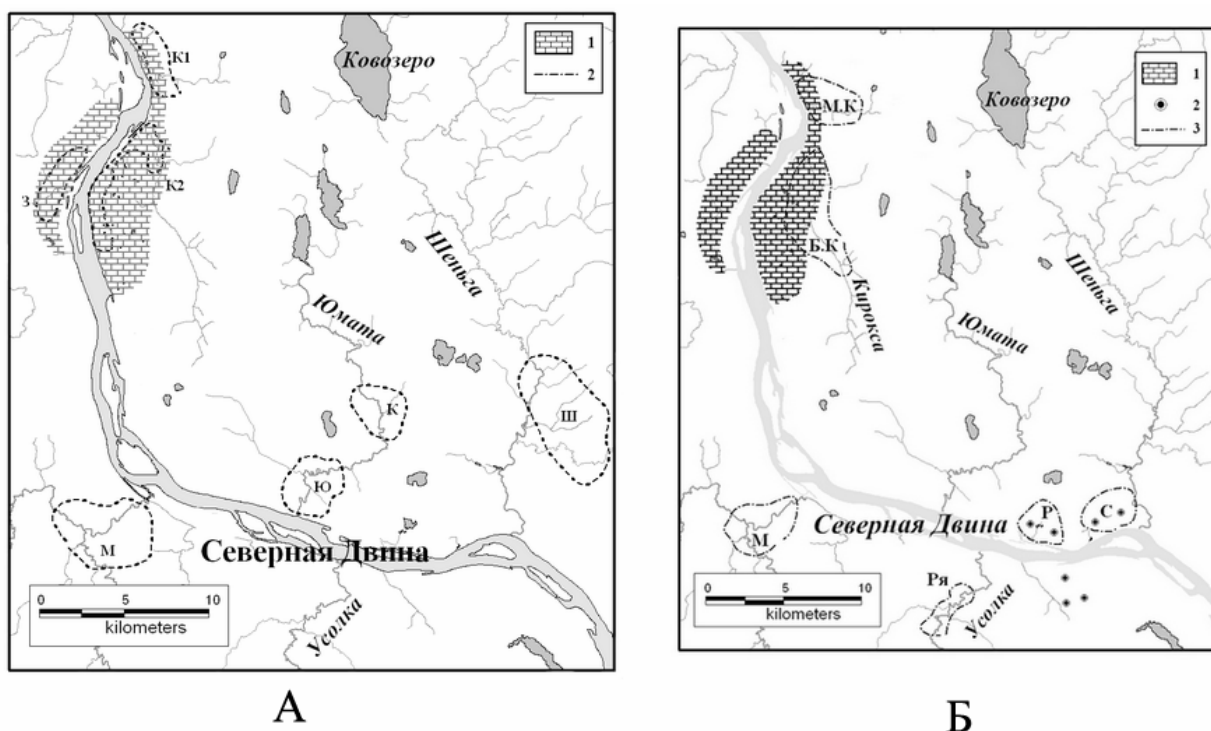 К1
Ковозеро
1
2
З
К2
Шеньга
Юмата
К
Ш
Ю
М
Северная Двина
0 5 10
kilometers
Усолка
А
М.К
Ковозеро
1
2
3
Б.К
Кирокса
Шеньга
Юмата
М
Северная Двина
Р
С
Ря
Усолка
0 5 10
kilometers
Б